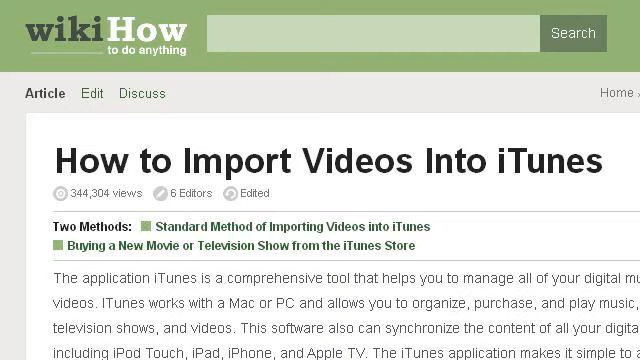 wikiHow
to do anything
Search
Article Edit Discuss
Home
How to Import Videos Into iTunes
344,304 views 6 Editors Edited
Two Methods: Standard Method of Importing Videos into iTunes
Buying a New Movie or Television Show from the iTunes Store
The application iTunes is a comprehensive tool that helps you to manage all of your digital
videos. ITunes works with a Mac or PC and allows you to organize, purchase, and play music,
television shows, and videos. This software also can synchronize the content of all your
including iPod Touch, iPad, iPhone, and Apple TV. The iTunes application makes it simple to